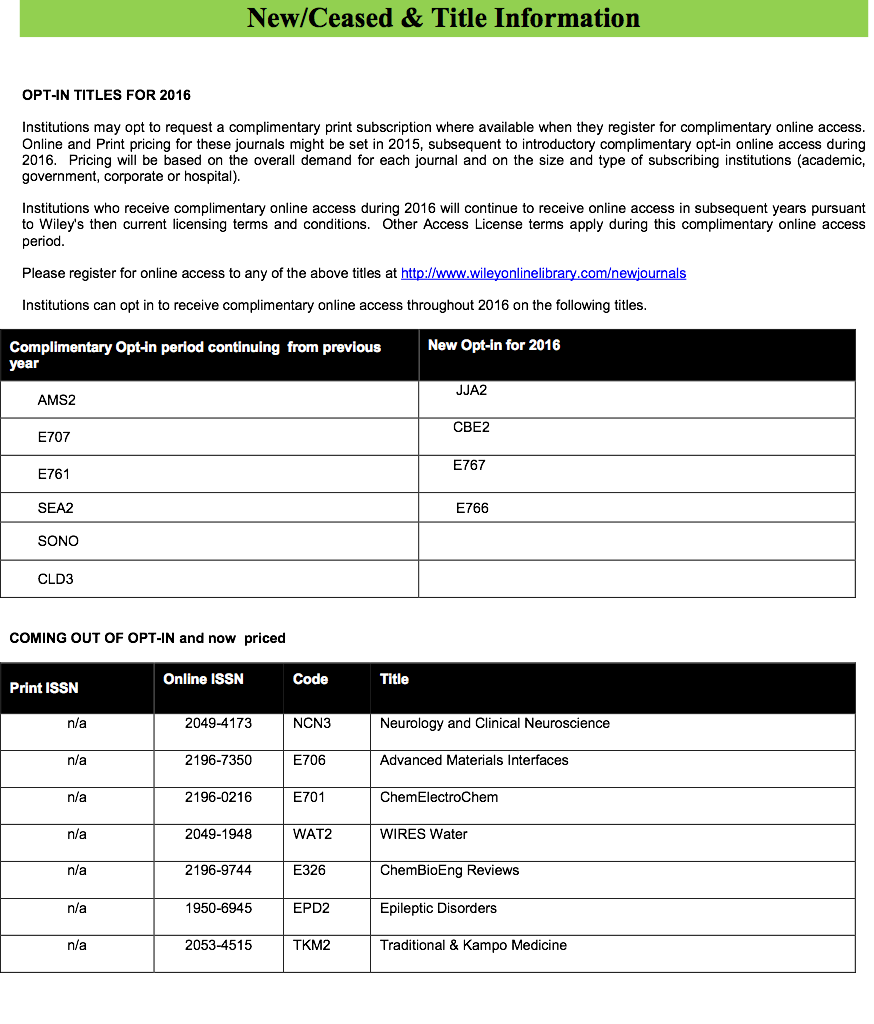 New/Ceased & Title Information
OPT-IN TITLES FOR 2016
Institutions may opt to request a complimentary print subscription where available when they register for complimentary online access.
Online and Print pricing for these journals might be set in 2015, subsequent to introductory complimentary opt-in online access during
2016. Pricing will be based on the overall demand for each journal and on the size and type of subscribing institutions (academic,
government, corporate or hospital).
Institutions who receive complimentary online access during 2016 will continue to receive online access in subsequent years pursuant
to Wiley's then current licensing terms and conditions. Other Access License terms apply during this complimentary online access
period.
Please register for online access to any of the above titles at http://www.wileyonlinelibrary.com/newjournals
Institutions can opt in to receive complimentary online access throughout 2016 on the following titles.
Complimentary Opt-in period continuing from previous
year
New Opt-in for 2016
AMS2 JJA2
E707 CBE2
E761 E767
SEA2 E766
SONO
CLD3
COMING OUT OF OPT-IN and now priced
Print ISSN Online ISSN Code Title
n/a 2049-4173 NCN3 Neurology and Clinical Neuroscience
n/a 2196-7350 E706 Advanced Materials Interfaces
n/a 2196-0216 E701 ChemElectroChem
n/a 2049-1948 WAT2 WIRES Water
n/a 2196-9744 E326 ChemBioEng Reviews
n/a 1950-6945 EPD2 Epileptic Disorders
n/a 2053-4515 TKM2 Traditional & Kampo Medicine